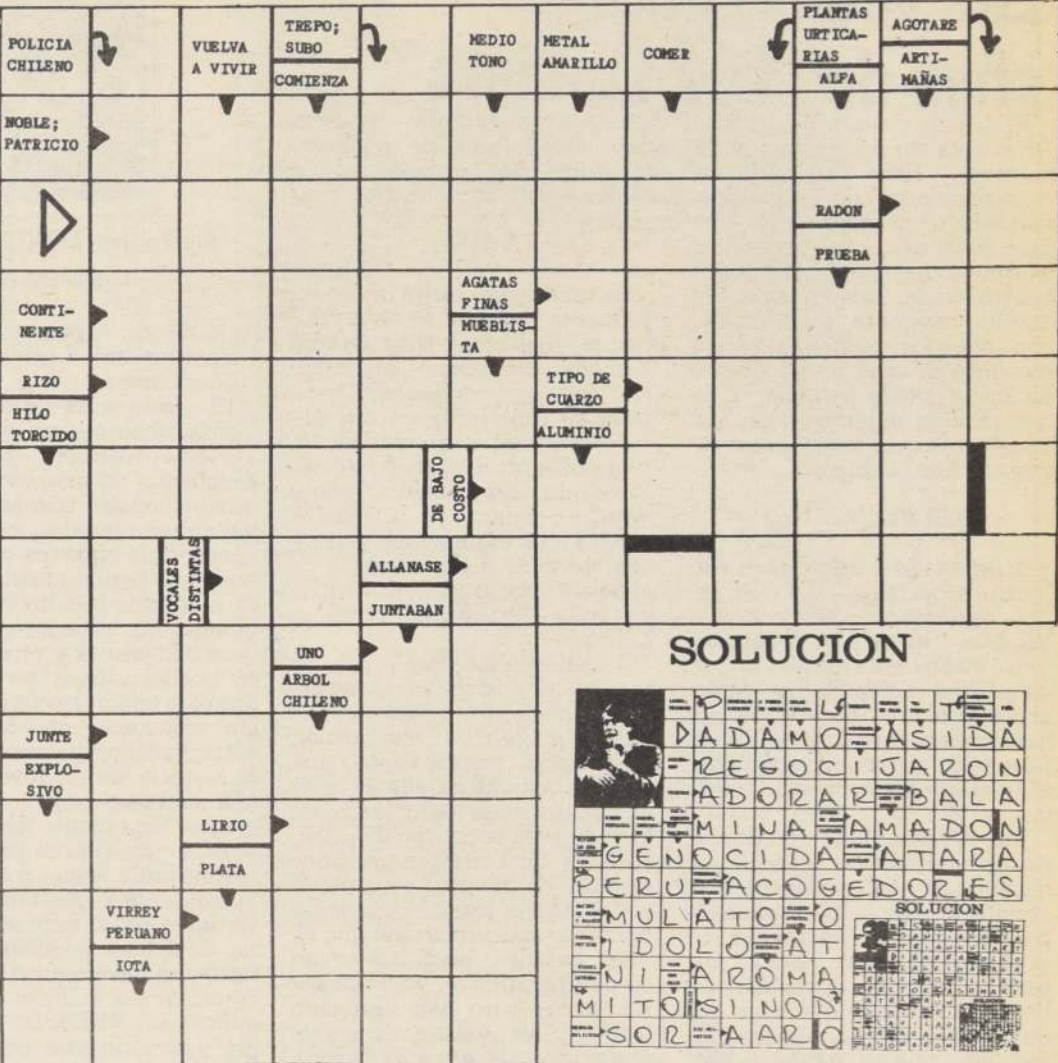 POLICIA
CHILENO
VUELVA
A VIVIR
TREPO;
SUBO
COMIENZA
MEDIO
TONO
METAL
AMARILLO
COMER
PLANTAS
URTICA-
RIAS
ALFA
AGOTARE
ARTI-
MAÑAS
NOBLE;
PATRICIO
RADON
PRUEBA
CONTI-
NENTE
AGATAS
FINAS
MUEBLIS-
TA
RIZO
HILO
TORCIDO
TIPO DE
CUARZO
ALUMINIO
DE BAJO
COSTO
VOCALES
DISTINTAS
ALLANASE
JUNTABAN
UNO
ARBOL
CHILENO
JUNTE
EXPLO-
SIVO
LIRIO
PLATA
VIRREY
PERUANO
IOTA
SOLUCION
P L T
ADAMO ASIDA
REGOCIJARON
ADORAR BALA
MINA AMADON
GENOCIDA ATARA
PERU ACOGEDORES
MULATO O
IDOLO AT
NI AROMA
MITO SINOD
SOR AARO
SOLUCION